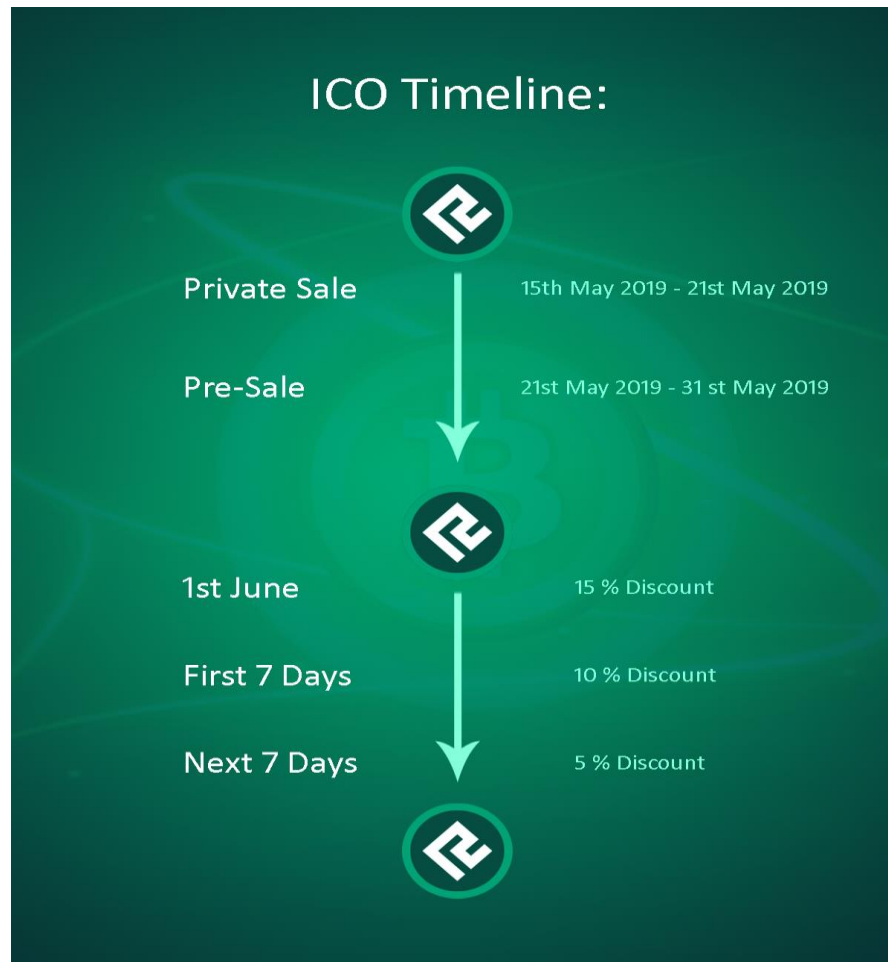 ICO Timeline:
Private Sale 15th May 2019 - 21st May 2019
Pre-Sale 21st May 2019 - 31 st May 2019
1st June 15 % Discount
First 7 Days 10 % Discount
Next 7 Days 5 % Discount